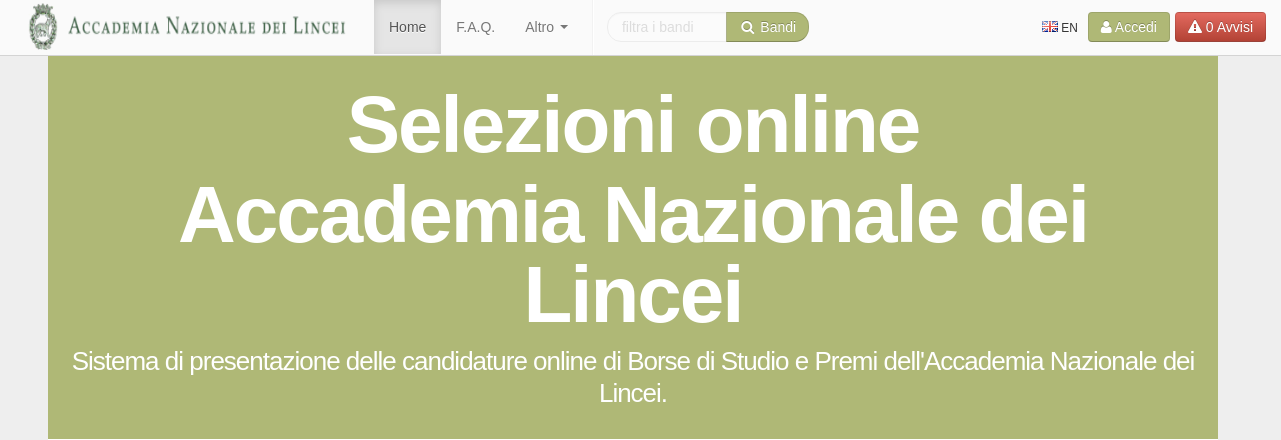 Accademia Nazionale dei Lincei
Home
F.A.Q.
Altro
filtra i bandi
Bandi
EN
Accedi
0 Avvisi
Selezioni online
Accademia Nazionale dei
Lincei
Sistema di presentazione delle candidature online di Borse di Studio e Premi dell'Accademia Nazionale dei
Lincei.